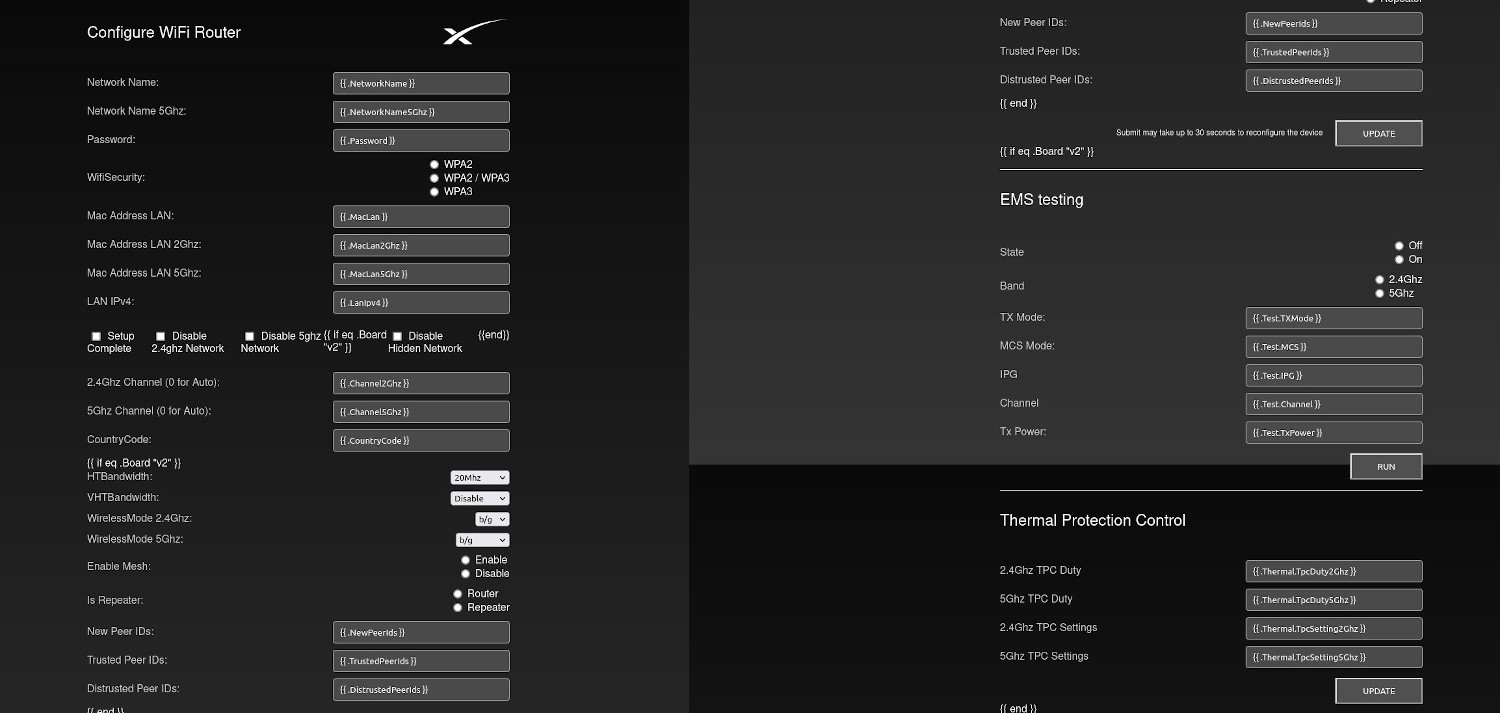 Configure WiFi Router
Network Name: {{ .NetworkName }}
Network Name 5Ghz: {{ .NetworkName5Ghz }}
Password: {{ .Password }}
WifiSecurity:
WPA2
WPA2 / WPA3
WPA3
Mac Address LAN: {{ .MacLan }}
Mac Address LAN 2Ghz: {{ .MacLan2Ghz }}
Mac Address LAN 5Ghz: {{ .MacLan5Ghz }}
LAN IPv4: {{ .LanIpv4 }}
Setup Complete
Disable 2.4ghz Network
Disable 5ghz Network
{{ if eq .Board "v2" }}
Disable Hidden Network
{{end}}
2.4Ghz Channel (0 for Auto): {{ .Channel2Ghz }}
5Ghz Channel (0 for Auto): {{ .Channel5Ghz }}
CountryCode: {{ .CountryCode }}
{{ if eq .Board "v2" }}
HTBandwidth: 20Mhz
VHTBandwidth: Disable
WirelessMode 2.4Ghz: b/g
WirelessMode 5Ghz: b/g
Enable Mesh:
Enable
Disable
Is Repeater:
Router
Repeater
New Peer IDs: {{ .NewPeerIds }}
Trusted Peer IDs: {{ .TrustedPeerIds }}
Distrusted Peer IDs: {{ .DistrustedPeerIds }}
{{ end }}
Repeater
New Peer IDs: {{ .NewPeerIds }}
Trusted Peer IDs: {{ .TrustedPeerIds }}
Distrusted Peer IDs: {{ .DistrustedPeerIds }}
{{ end }}
Submit may take up to 30 seconds to reconfigure the device UPDATE
{{ if eq .Board "v2" }}
EMS testing
State
Off
On
Band
2.4Ghz
5Ghz
TX Mode: {{ .Test.TXMode }}
MCS Mode: {{ .Test.MCS }}
IPG {{ .Test.IPG }}
Channel {{ .Test.Channel }}
Tx Power: {{ .Test.TxPower }}
RUN
Thermal Protection Control
2.4Ghz TPC Duty {{ .Thermal.TpcDuty2Ghz }}
5Ghz TPC Duty {{ .Thermal.TpcDuty5Ghz }}
2.4Ghz TPC Settings {{ .Thermal.TpcSetting2Ghz }}
5Ghz TPC Settings {{ .Thermal.TpcSetting5Ghz }}
UPDATE
{{ end }}